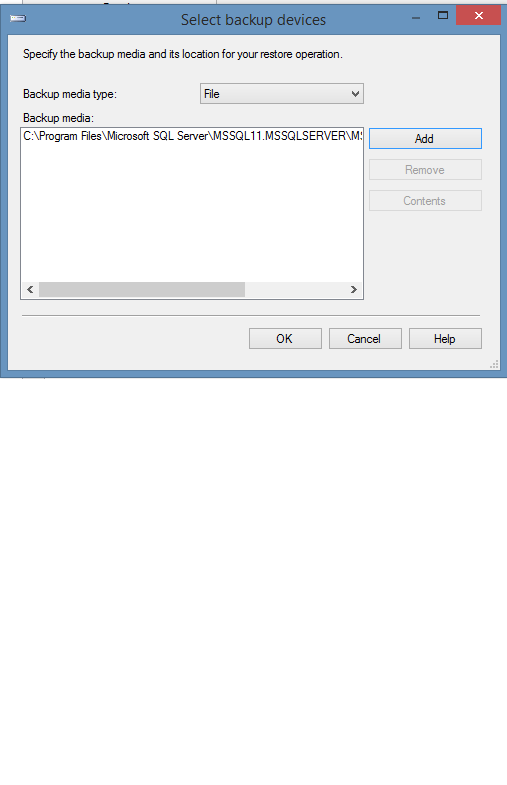 Select backup devices
Specify the backup media and its location for your restore operation.
Backup media type:
File
Backup media:
C:\Program Files\Microsoft SQL Server\MSSQL11.MSSQLSERVER\MS
Add
Remove
Contents
OK
Cancel
Help